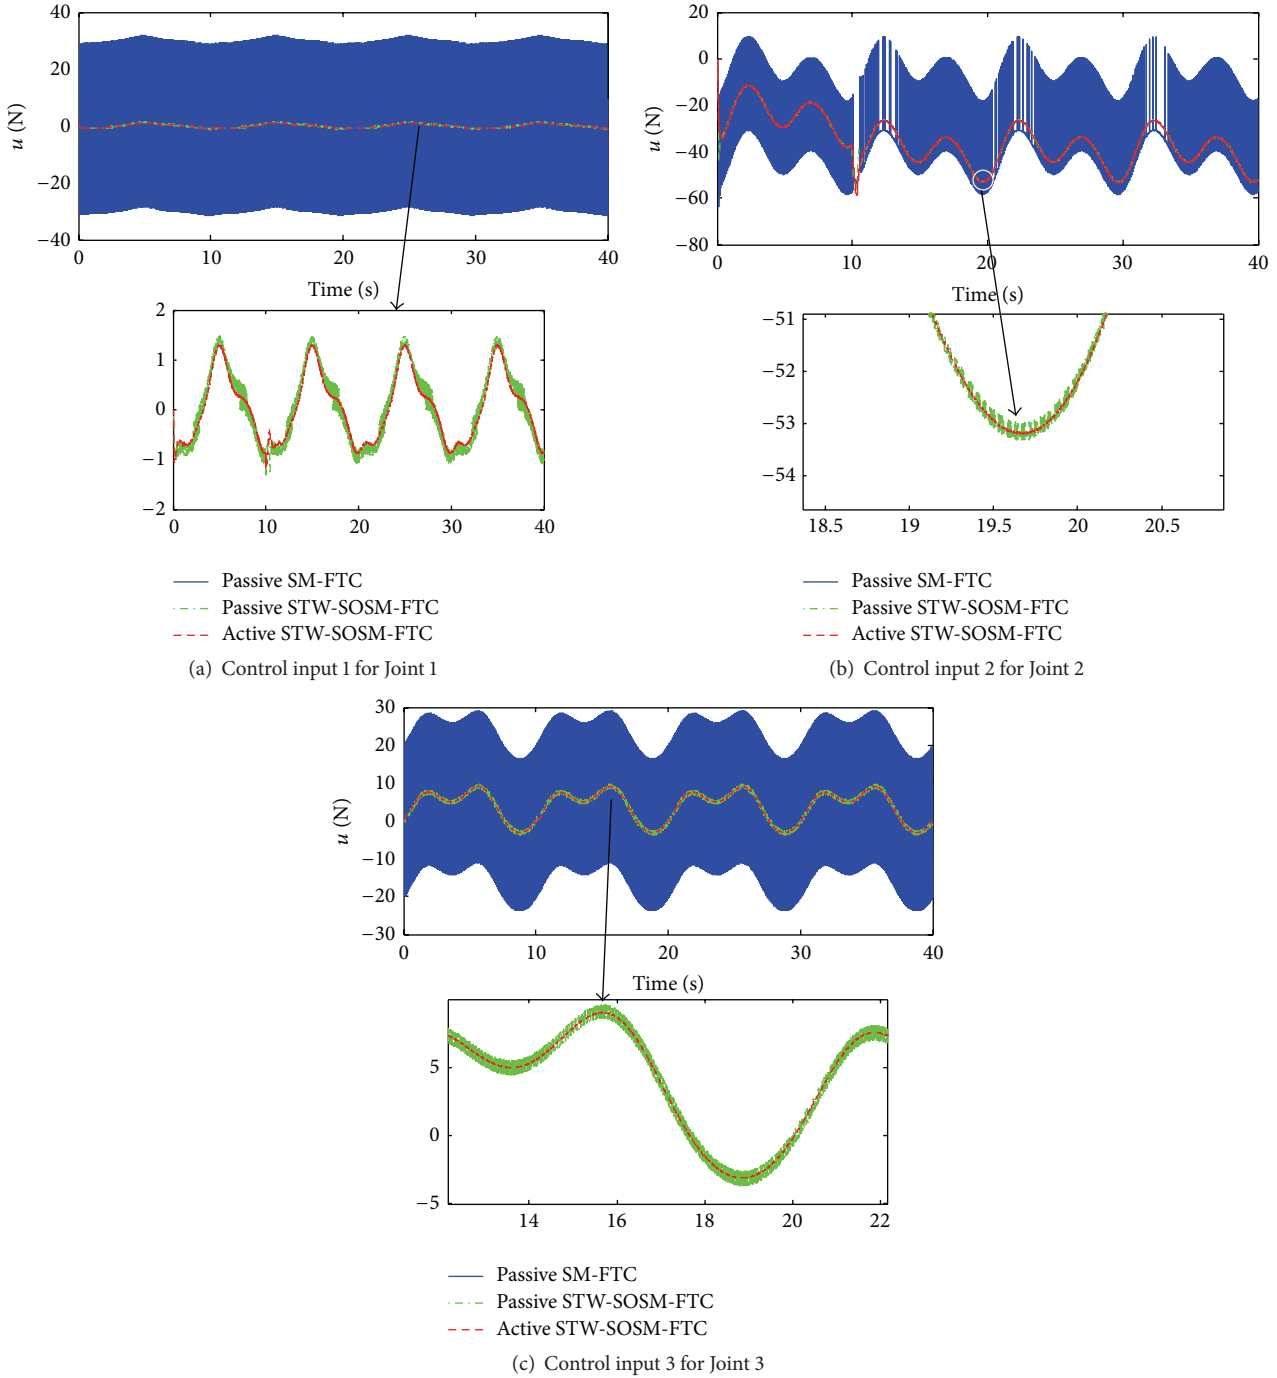 40
20
0
−20
−40
u (N)
0 10 20 30 40
Time (s)
2
1
0
−1
−2
0 10 20 30 40
Passive SM-FTC
Passive STW-SOSM-FTC
Active STW-SOSM-FTC
(a) Control input 1 for Joint 1
20
0
−20
−40
−60
−80
u (N)
0 10 20 30 40
Time (s)
−51
−52
−53
−54
18.5 19 19.5 20 20.5
Passive SM-FTC
Passive STW-SOSM-FTC
Active STW-SOSM-FTC
(b) Control input 2 for Joint 2
30
20
10
0
−10
−20
−30
u (N)
0 10 20 30 40
Time (s)
5
0
−5
14 16 18 20 22
Passive SM-FTC
Passive STW-SOSM-FTC
Active STW-SOSM-FTC
(c) Control input 3 for Joint 3